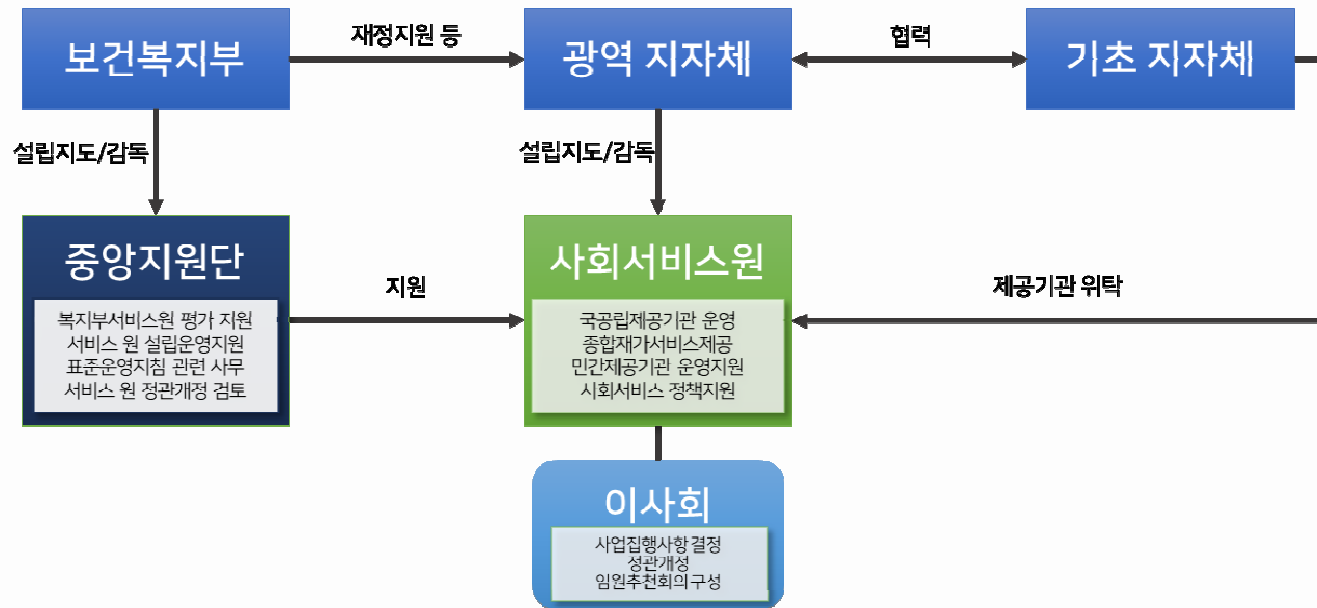 보건복지부
재정지원 등
광역 지자체
협력
기초 지자체
설립지도/감독
설립지도/감독
중앙지원단
복지부서비스원 평가 지원
서비스 원 설립운영지원
표준운영지침 관련 사무
서비스 원 정관개정 검토
지원
사회서비스원
국공립제공기관 운영
종합재가서비스제공
민간제공기관 운영지원
시회서비스 정책지원
제공기관 위탁
이사회
사업집행사항 결정
정관개성
임원추천회의 구성